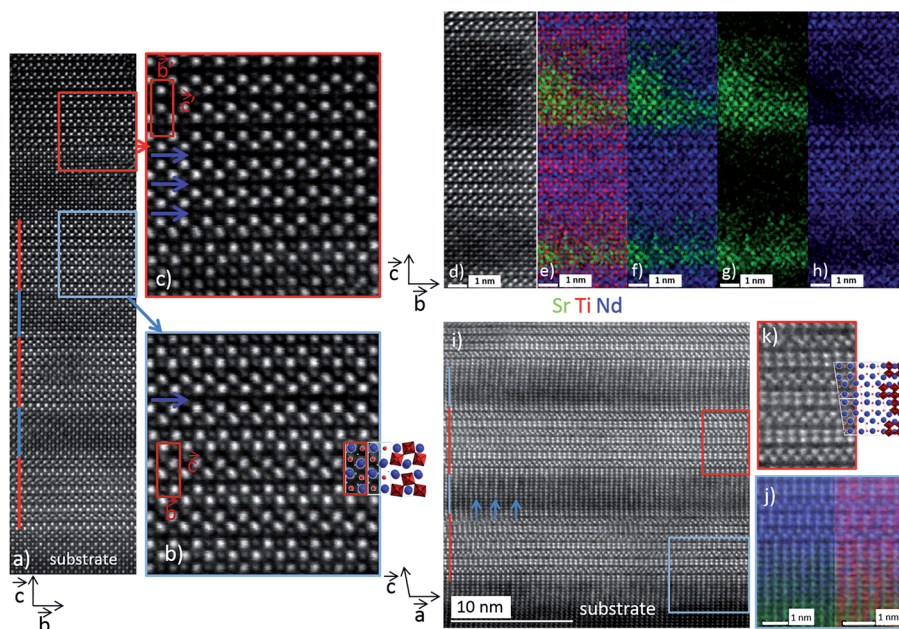 b
c
c)
a)
substrate
c
b
b
c
b)
c
b
d)
1 nm
e)
1 nm
f)
1 nm
g)
1 nm
h)
1 nm
Sr Ti Nd
i)
10 nm
substrate
c
a
k)
j)
1 nm
1 nm